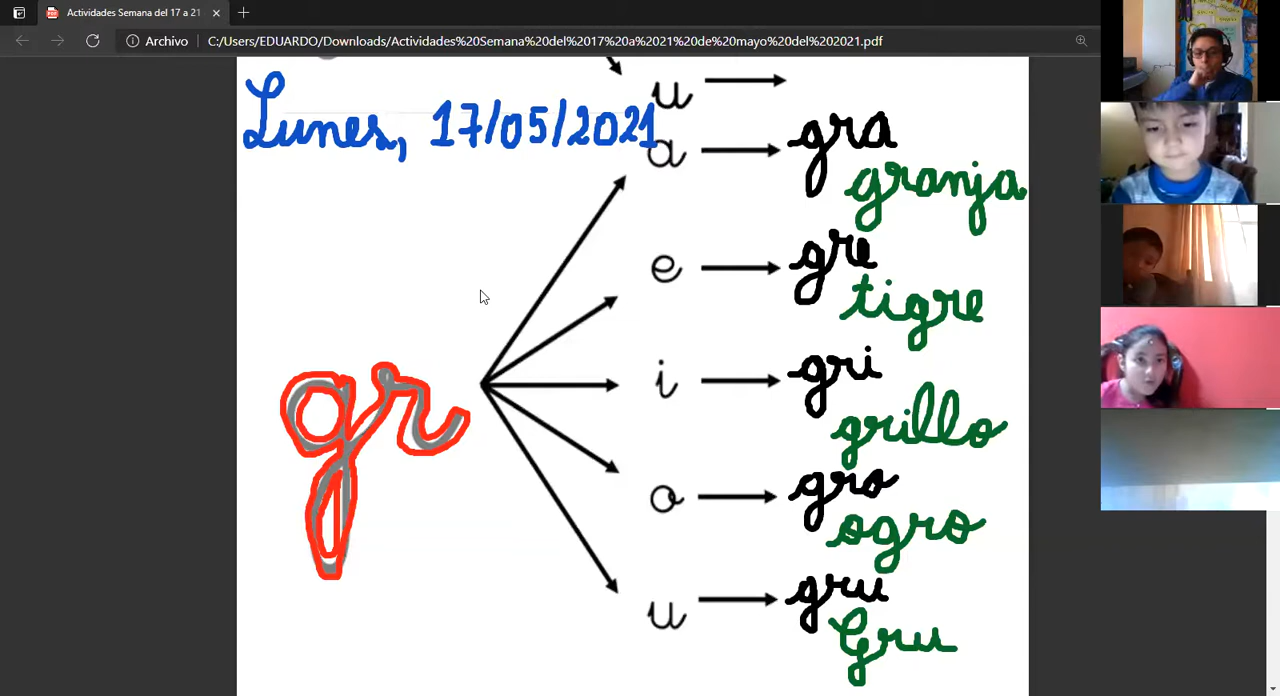 Actividades Semana del 17 a 21
Archivo
C:/Users/EDUARDO/Downloads/Actividades%20Semana%20del%2017%20a%2021%20de%20mayo%20del%202021.pdf
u
Lunes, 17/05/2021
a gra
granja
e gre
tigre
gr i gri
grillo
o gro
ogro
u gru
Gru